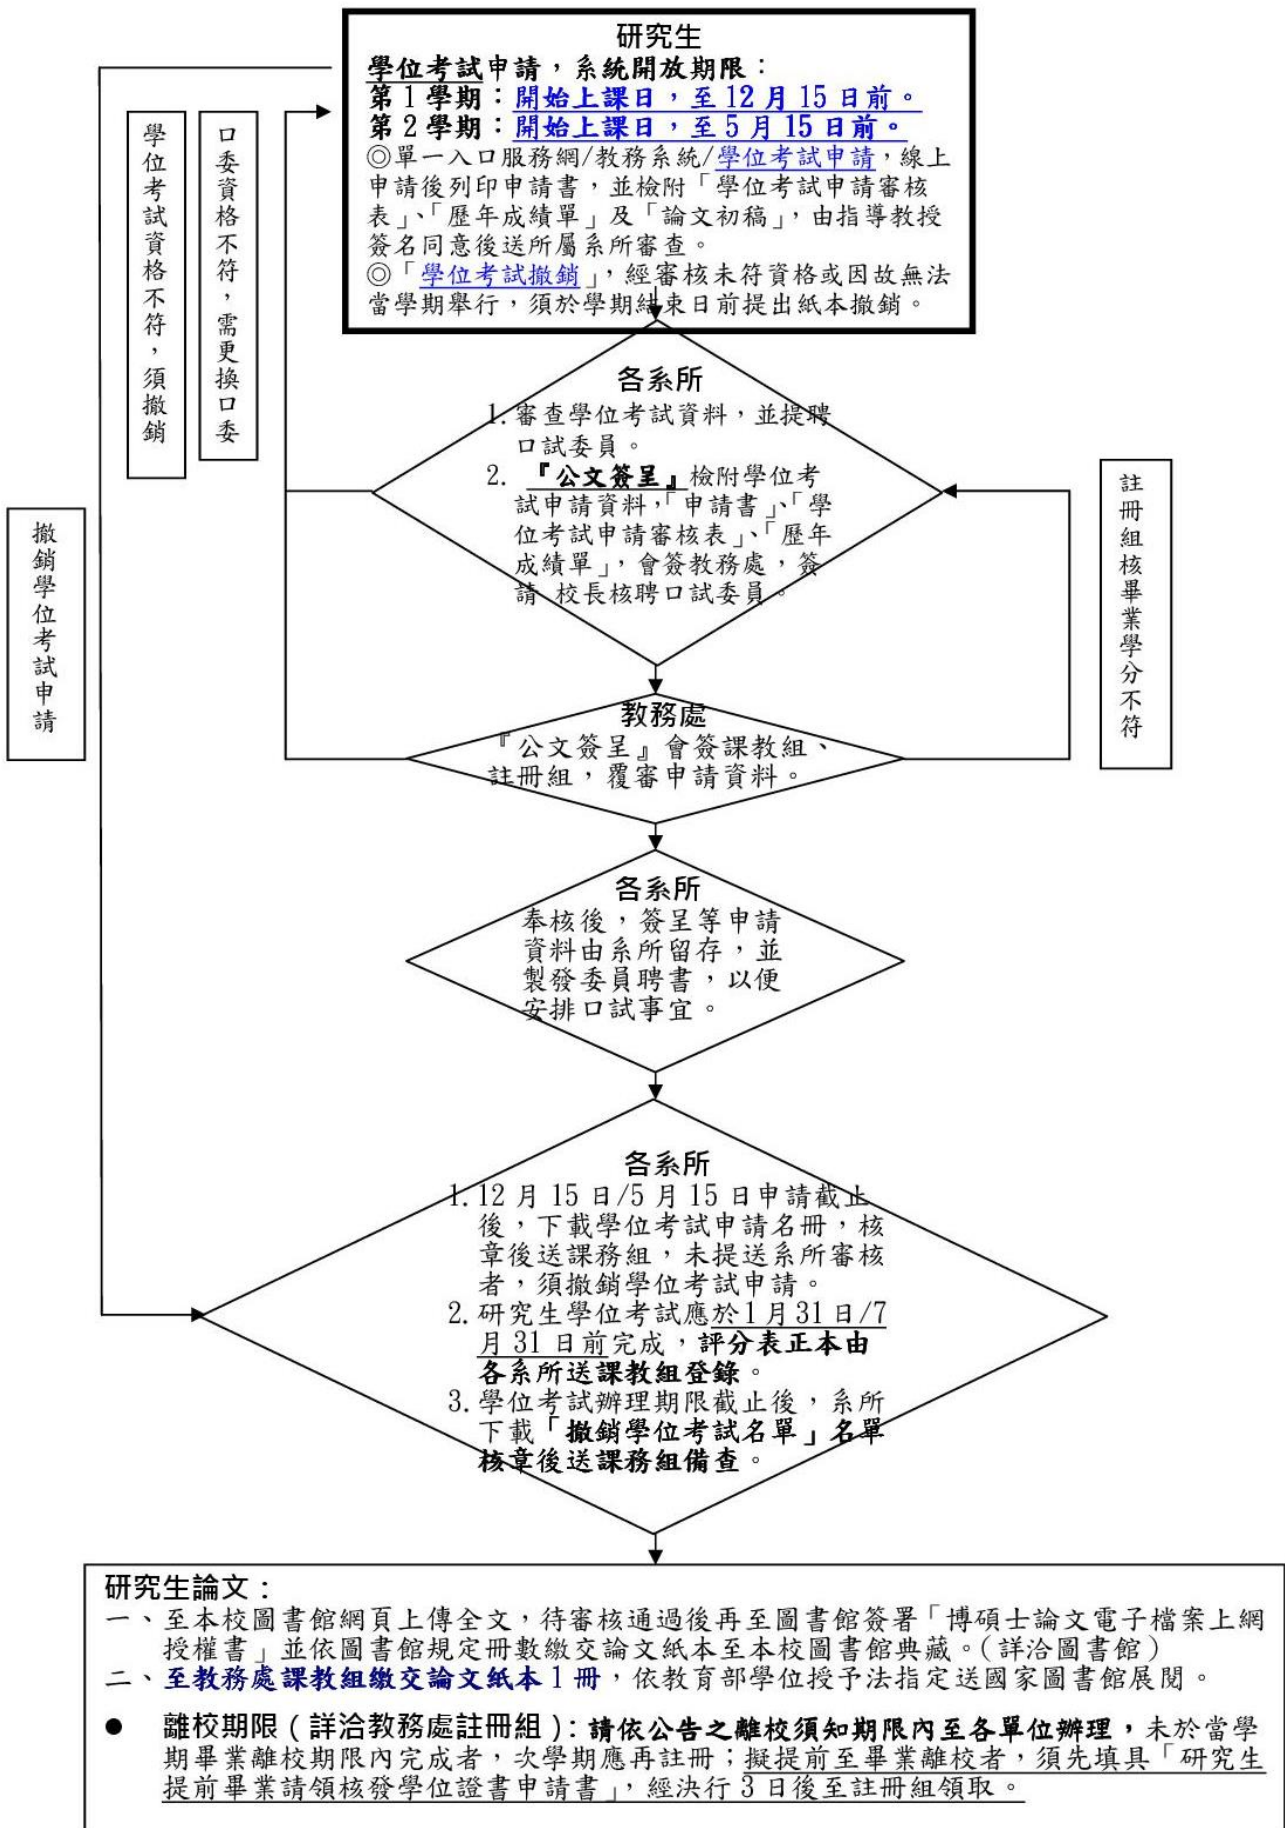 研究生
學位考試申請，系統開放期限：
第 1 學期：開始上課日，至 12 月 15 日前。
第 2 學期：開始上課日，至 5 月 15 日前。
◎單一入口服務網/教務系統/學位考試申請，線上
申請後列印申請書，並檢附「學位考試申請審核
表」、「歷年成績單」及「論文初稿」，由指導教授
簽名同意後送所屬系所審查。
◎「學位考試撤銷」，經審核未符資格或因故無法
當學期舉行，須於學期結束日前提出紙本撤銷。
學位考試資格不符，須撤銷
口委資格不符，需更換口委
撤銷學位考試申請
各系所
1. 審查學位考試資料，並提聘
口試委員。
2. 『公文簽呈』檢附學位考
試申請資料，「申請書」、「學
位考試申請審核表」、「歷年
成績單」，會簽教務處，簽
請 校長核聘口試委員。
註冊組核畢業學分不符
教務處
『公文簽呈』會簽課教組、
註冊組，覆審申請資料。
各系所
奉核後，簽呈等申請
資料由系所留存，並
製發委員聘書，以便
安排口試事宜。
各系所
1. 12 月 15 日/5 月 15 日申請截止
後，下載學位考試申請名冊，核
章後送課務組，未提送系所審核
者，須撤銷學位考試申請。
2. 研究生學位考試應於 1 月 31 日/7
月 31 日前完成，評分表正本由
各系所送課教組登錄。
3. 學位考試辦理期限截止後，系所
下載「撤銷學位考試名單」名單
核章後送課務組備查。
研究生論文：
一、至本校圖書館網頁上傳全文，待審核通過後再至圖書館簽署「博碩士論文電子檔案上網
授權書」並依圖書館規定冊數繳交論文紙本至本校圖書館典藏。(詳洽圖書館)
二、至教務處課教組繳交論文紙本 1 冊，依教育部學位授予法指定送國家圖書館展閱。
● 離校期限（詳洽教務處註冊組）：請依公告之離校須知期限內至各單位辦理，未於當學
期畢業離校期限內完成者，次學期應再註冊；擬提前至畢業離校者，須先填具「研究生
提前畢業請領核發學位證書申請書」，經決行 3 日後至註冊組領取。